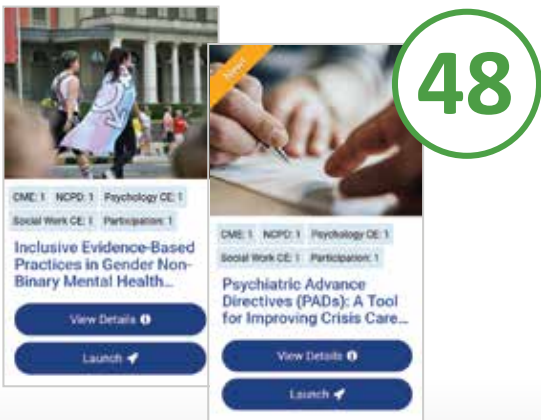 CME: 1 NCPD: 1 Psychology CE: 1
Social Work CE: 1 Participation: 1
Inclusive Evidence-Based
Practices in Gender Non-
Binary Mental Health...
View Details
Launch
New!
48
CME: 1 NCPD: 1 Psychology CE: 1
Social Work CE: 1 Participation: 1
Psychiatric Advance
Directives (PADs): A Tool
for Improving Crisis Care...
View Details
Launch